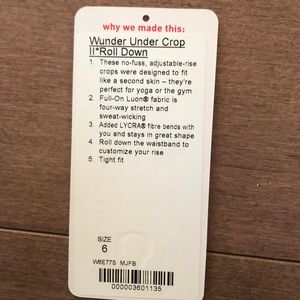 why we made this:
Wunder Under Crop
II*Roll Down
1. These no-fuss, adjustable-rise
crops were designed to fit
like a second skin – they're
perfect for yoga or the gym
2. Full-On Luon® fabric is
four-way stretch and
sweat-wicking
3. Added LYCRA® fibre bends with
you and stays in great shape
4. Roll down the waistband to
customize your rise
5. Tight fit
SIZE
6
W6E77S MJFB
000003601135